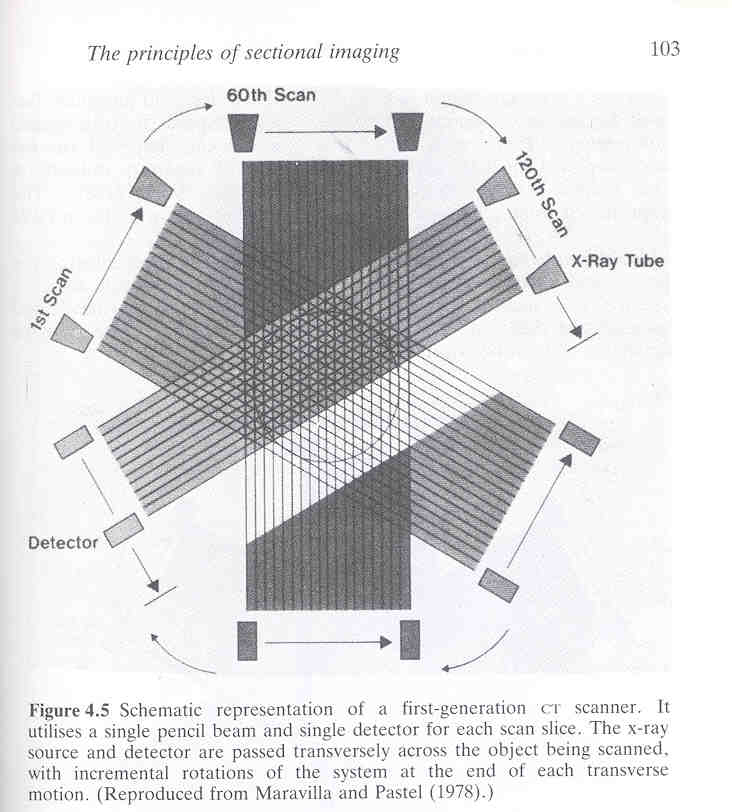 The principles of sectional imaging 103
60th Scan
120th Scan
1st Scan
X-Ray Tube
Detector
Figure 4.5 Schematic representation of a first-generation CT scanner. It
utilises a single pencil beam and single detector for each scan slice. The x-ray
source and detector are passed transversely across the object being scanned,
with incremental rotations of the system at the end of each transverse
motion. (Reproduced from Maravilla and Pastel (1978).)